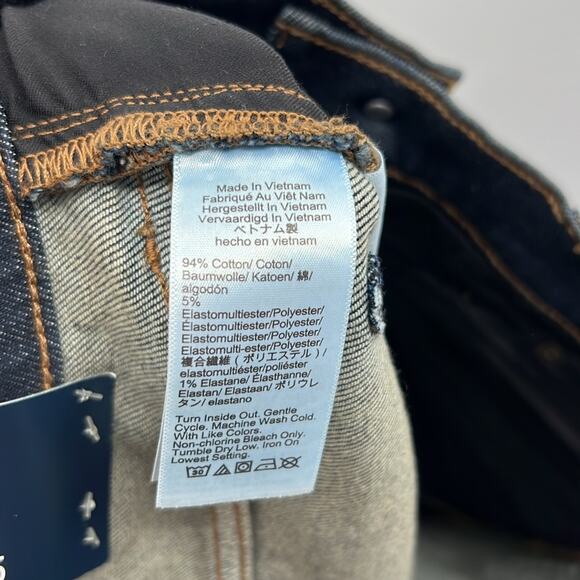 Made In Vietnam
Fabriqué Au Viêt Nam
Hergestellt In Vietnam
Vervaardigd In Vietnam
ベトナム製
hecho en vietnam
94% Cotton/ Coton/
Baumwolle/ Katoen/ 綿/
algodón
5%
Elastomultiester/Polyester/
Elastomultiester/Polyester/
Elastomultiester/Polyester/
Elastomulti-ester/Polyester/
複合繊維 ( ポリエステル ) /
elastomultiéster/poliéster
1% Elastane/ Élasthanne/
Elastan/ Elastaan/ ポリウレ
タン/ elastano
Turn Inside Out. Gentle
Cycle. Machine Wash Cold.
With Like Colors.
Non-chlorine Bleach Only.
Tumble Dry Low. Iron On
Lowest Setting.
30